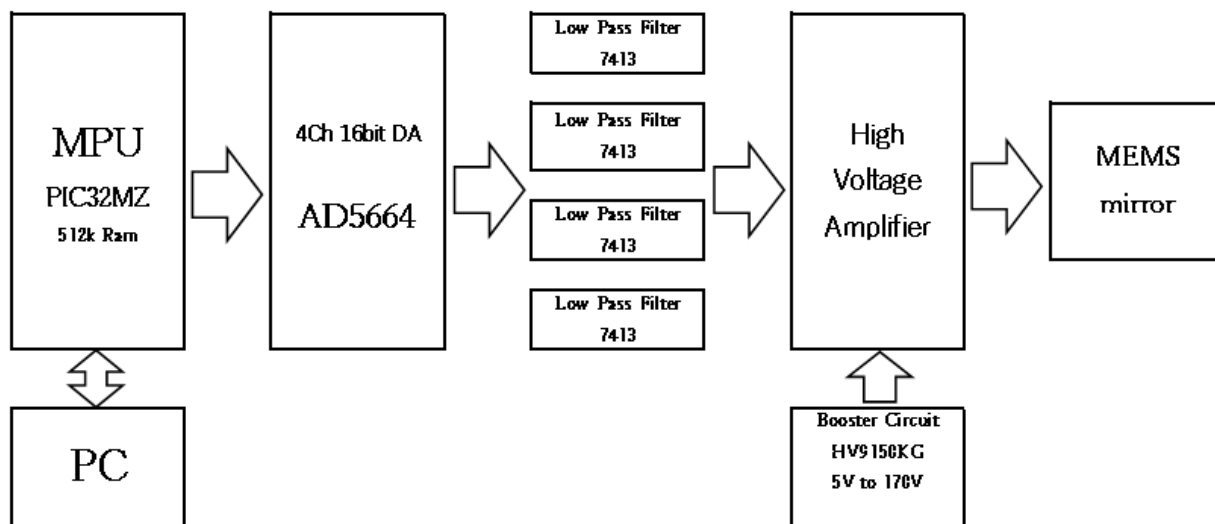 MPU
PIC32MZ
512k Ram
4Ch 16bit DA
AD5664
Low Pass Filter
7413
Low Pass Filter
7413
Low Pass Filter
7413
Low Pass Filter
7413
High
Voltage
Amplifier
MEMS
mirror
PC
Booster Circuit
HV9150KG
5V to 170V